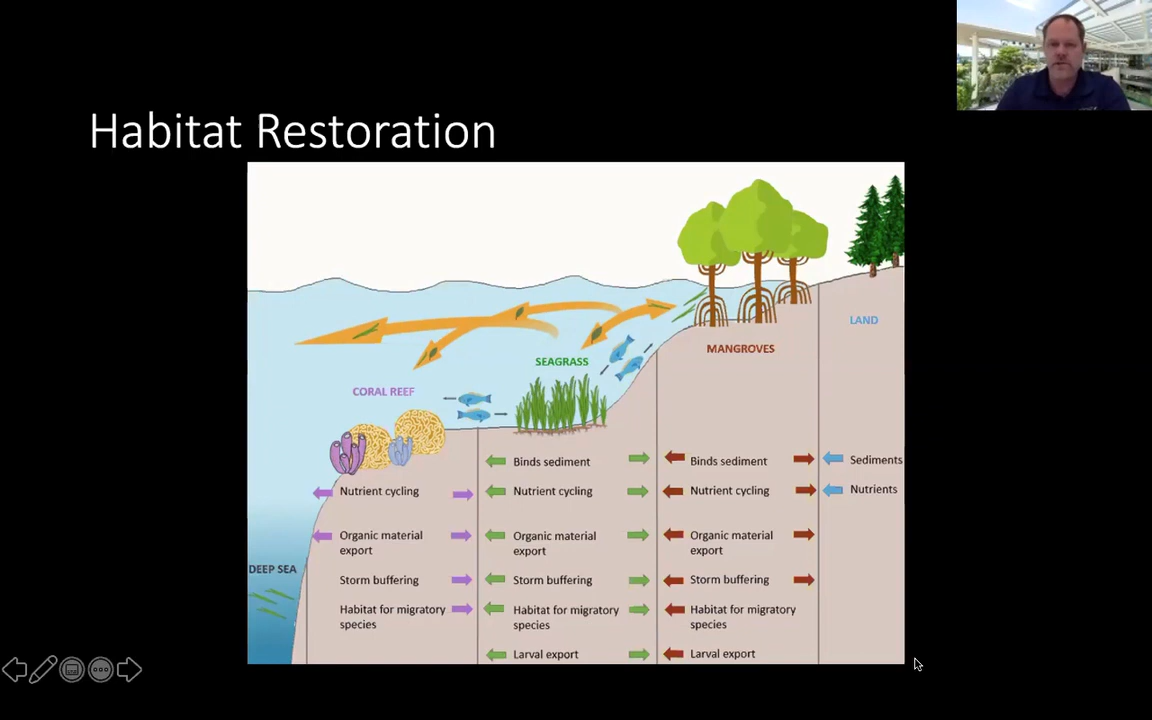 Habitat Restoration
LAND
MANGROVES
SEAGRASS
CORAL REEF
Binds sediment
Binds sediment
Sediments
Nutrient cycling
Nutrient cycling
Nutrient cycling
Nutrients
Organic material
export
Organic material
export
Organic material
export
DEEP SEA
Storm buffering
Storm buffering
Storm buffering
Habitat for migratory
species
Habitat for migratory
species
Habitat for migratory
species
Larval export
Larval export